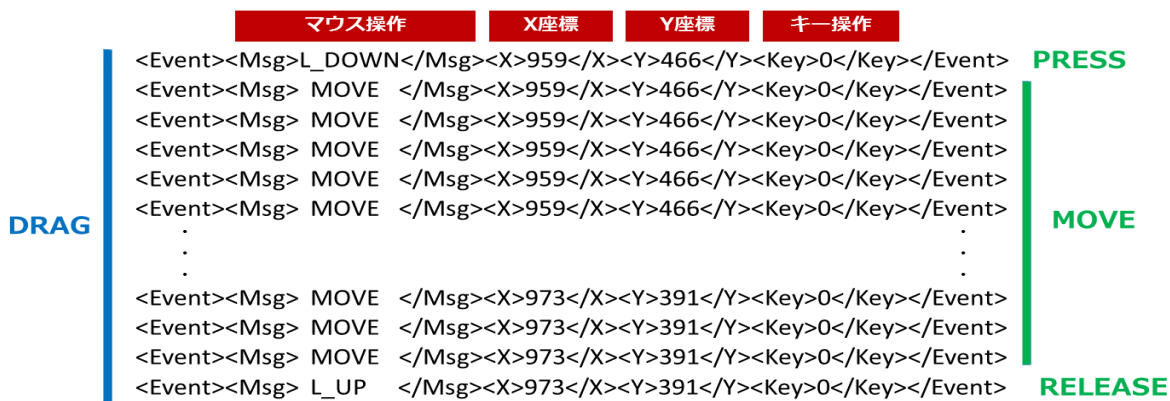 マウス操作 X座標 Y座標 キー操作
<Event><Msg>L_DOWN</Msg><X>959</X><Y>466</Y><Key>0</Key></Event> PRESS
<Event><Msg> MOVE </Msg><X>959</X><Y>466</Y><Key>0</Key></Event>
<Event><Msg> MOVE </Msg><X>959</X><Y>466</Y><Key>0</Key></Event>
<Event><Msg> MOVE </Msg><X>959</X><Y>466</Y><Key>0</Key></Event>
<Event><Msg> MOVE </Msg><X>959</X><Y>466</Y><Key>0</Key></Event>
<Event><Msg> MOVE </Msg><X>959</X><Y>466</Y><Key>0</Key></Event>
DRAG MOVE
. .
. .
. .
<Event><Msg> MOVE </Msg><X>973</X><Y>391</Y><Key>0</Key></Event>
<Event><Msg> MOVE </Msg><X>973</X><Y>391</Y><Key>0</Key></Event>
<Event><Msg> MOVE </Msg><X>973</X><Y>391</Y><Key>0</Key></Event>
<Event><Msg> L_UP </Msg><X>973</X><Y>391</Y><Key>0</Key></Event> RELEASE